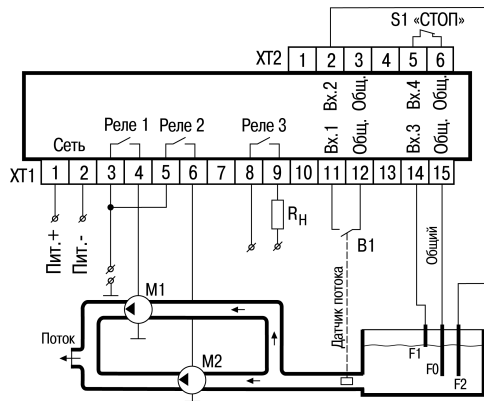 S1 «СТОП»
XT2 1 2 3 4 5 6
Вх.2 Общ. Вх.4 Общ.
Реле 1 Реле 2 Реле 3
Сеть
Вх.1 Общ. Вх.3 Общ.
XT1 1 2 3 4 5 6 7 8 9 10 11 12 13 14 15
Пит.+
Пит.-
RН
B1
Общий
Датчик потока
M1
Поток
M2
F1
F0
F2